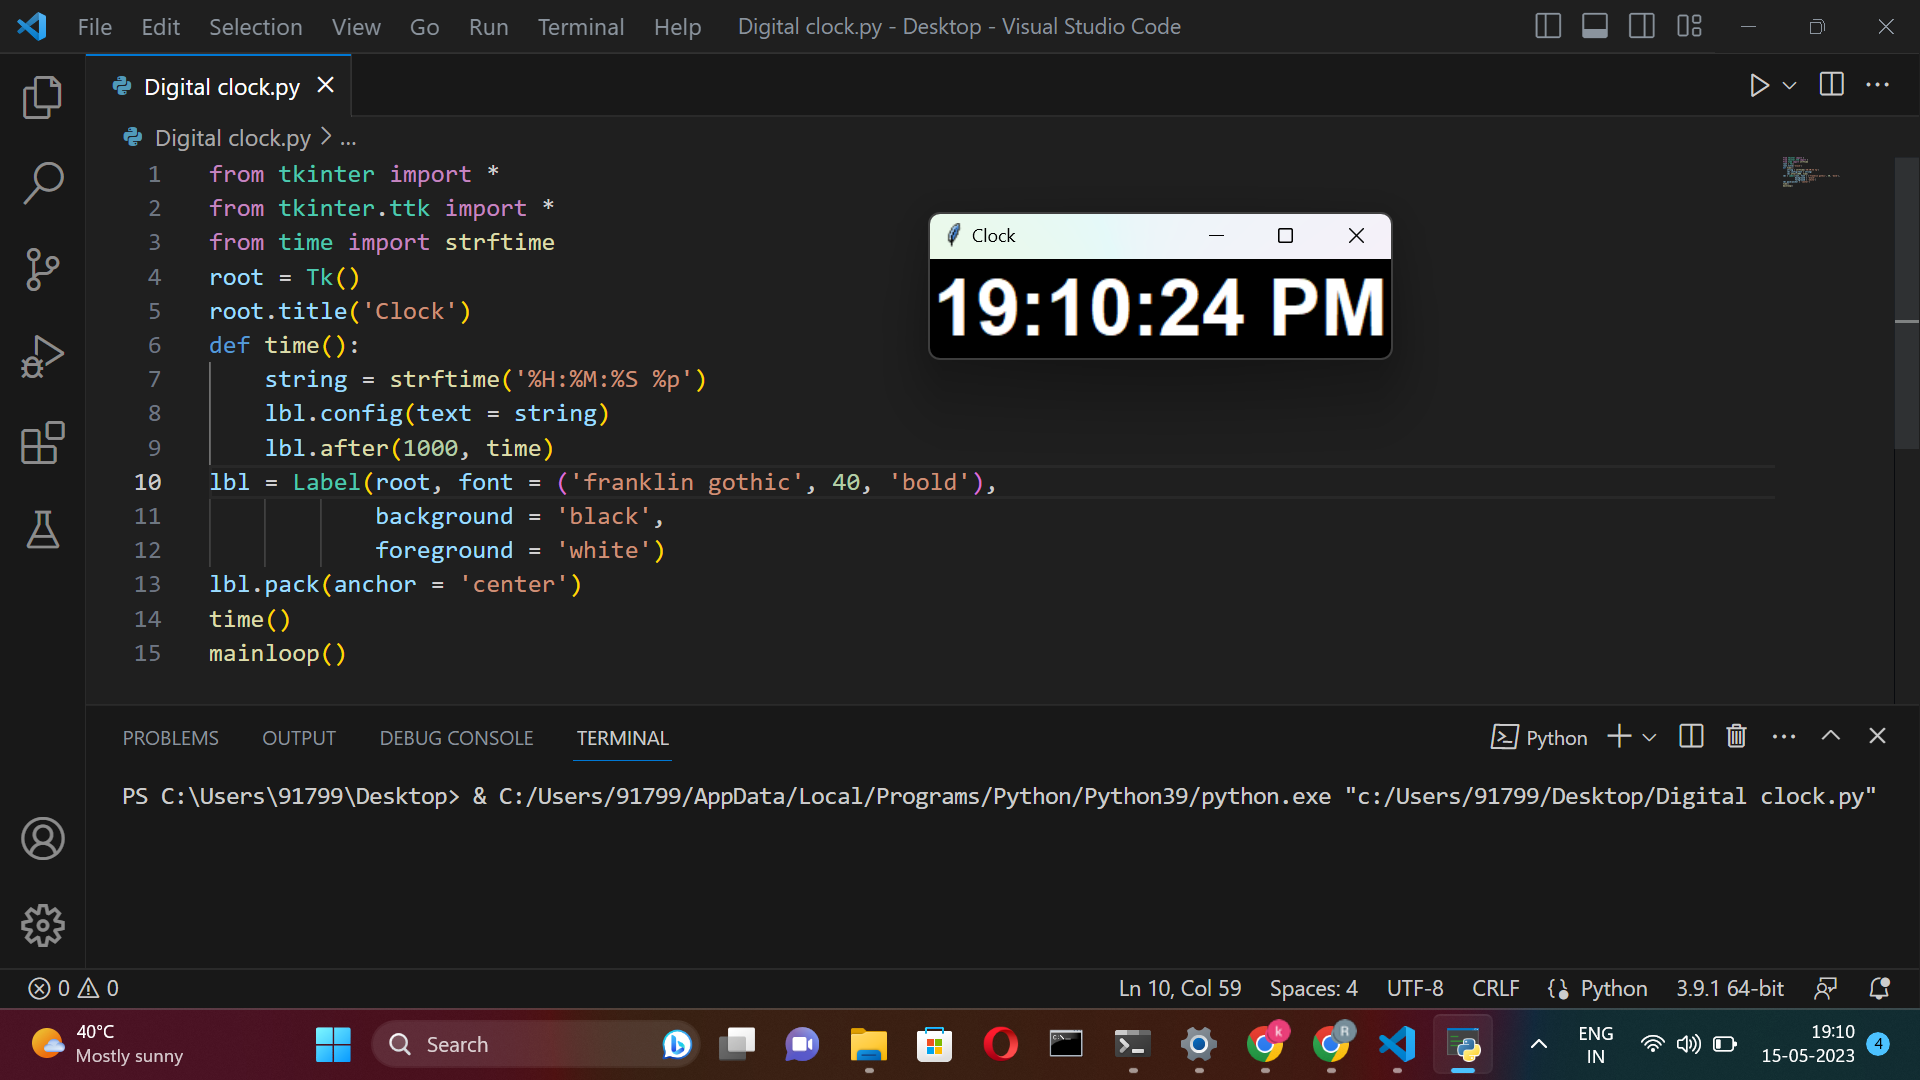 File Edit Selection View Go Run Terminal Help Digital clock.py - Desktop - Visual Studio Code
Digital clock.py
Digital clock.py > ...
1 from tkinter import *
2 from tkinter.ttk import *
3 from time import strftime
4 root = Tk()
5 root.title('Clock')
6 def time():
7     string = strftime('%H:%M:%S %p')
8     lbl.config(text = string)
9     lbl.after(1000, time)
10 lbl = Label(root, font = ('franklin gothic', 40, 'bold'),
11             background = 'black',
12             foreground = 'white')
13 lbl.pack(anchor = 'center')
14 time()
15 mainloop()
Clock
19:10:24 PM
PROBLEMS OUTPUT DEBUG CONSOLE TERMINAL Python
PS C:\Users\91799\Desktop> & C:/Users/91799/AppData/Local/Programs/Python/Python39/python.exe "c:/Users/91799/Desktop/Digital clock.py"
0 0 Ln 10, Col 59 Spaces: 4 UTF-8 CRLF Python 3.9.1 64-bit
40°C
Mostly sunny
Search
k
R
ENG
IN
19:10
15-05-2023
4